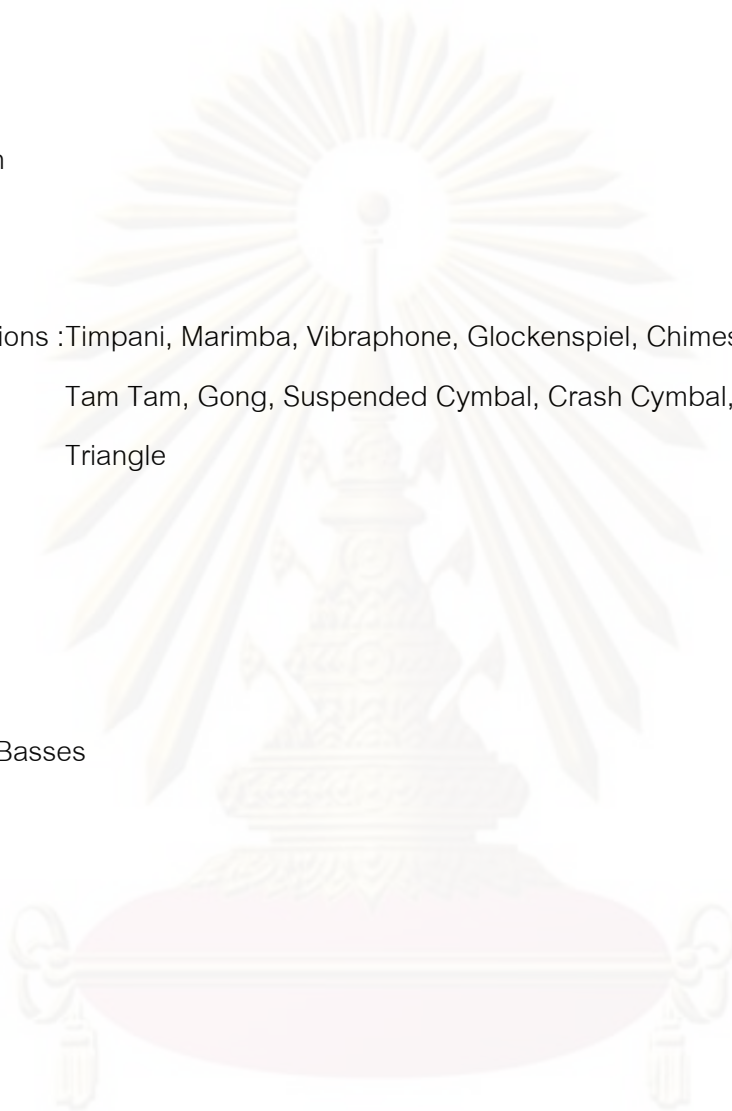 n
ions :Timpani, Marimba, Vibraphone, Glockenspiel, Chimes
Tam Tam, Gong, Suspended Cymbal, Crash Cymbal,
Triangle
Basses